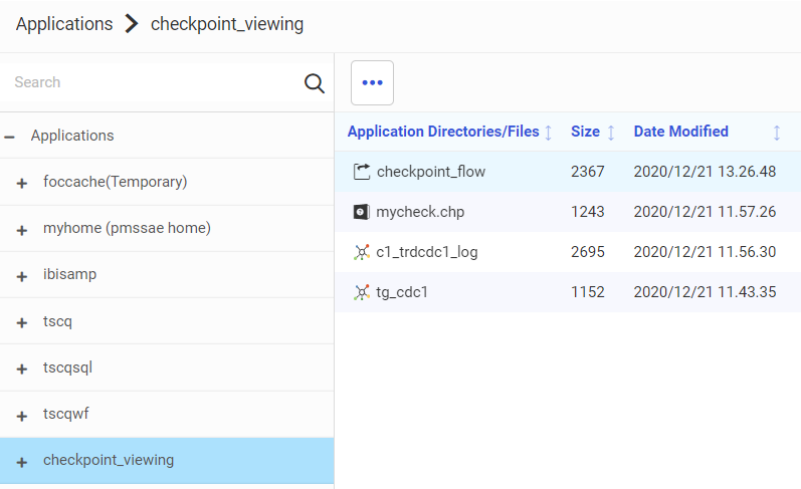 Applications checkpoint_viewing
Search
Applications
foccache(Temporary)
myhome (pmssae home)
ibisamp
tscq
tscqsql
tscqwf
checkpoint_viewing
Application Directories/Files Size Date Modified
checkpoint_flow 2367 2020/12/21 13.26.48
mycheck.chp 1243 2020/12/21 11.57.26
c1_trdcdc1_log 2695 2020/12/21 11.56.30
tg_cdc1 1152 2020/12/21 11.43.35